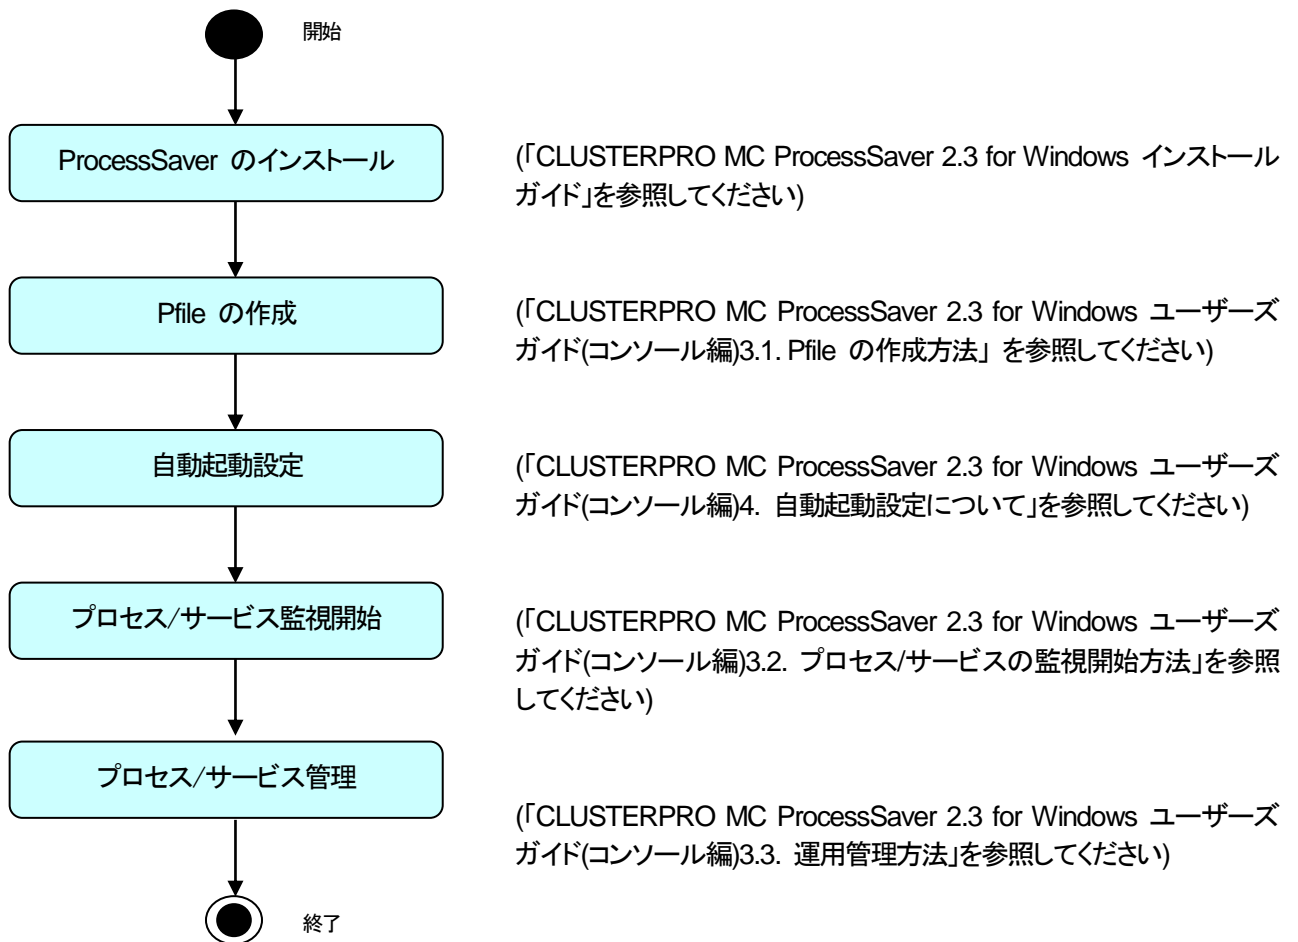 開始
ProcessSaver のインストール
(「CLUSTERPRO MC ProcessSaver 2.3 for Windows インストール
ガイド」を参照してください)
Pfile の作成
(「CLUSTERPRO MC ProcessSaver 2.3 for Windows ユーザーズ
ガイド(コンソール編)3.1. Pfile の作成方法」 を参照してください)
自動起動設定
(「CLUSTERPRO MC ProcessSaver 2.3 for Windows ユーザーズ
ガイド(コンソール編)4. 自動起動設定について」を参照してください)
プロセス/サービス監視開始
(「CLUSTERPRO MC ProcessSaver 2.3 for Windows ユーザーズ
ガイド(コンソール編)3.2. プロセス/サービスの監視開始方法」を参照
してください)
プロセス/サービス管理
(「CLUSTERPRO MC ProcessSaver 2.3 for Windows ユーザーズ
ガイド(コンソール編)3.3. 運用管理方法」を参照してください)
終了